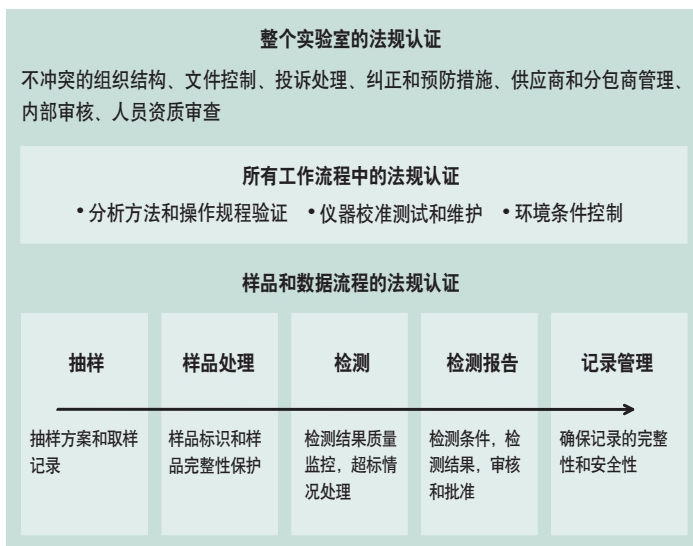 整个实验室的法规认证
不冲突的组织结构、文件控制、投诉处理、纠正和预防措施、供应商和分包商管理、
内部审核、人员资质审查
所有工作流程中的法规认证
•分析方法和操作规程验证 •仪器校准测试和维护 •环境条件控制
样品和数据流程的法规认证
抽样
抽样方案和取样
记录
样品处理
样品标识和样
品完整性保护
检测
检测结果质量
监控，超标情
况处理
检测报告
检测条件，检
测结果，审核
和批准
记录管理
确保记录的完整
性和安全性